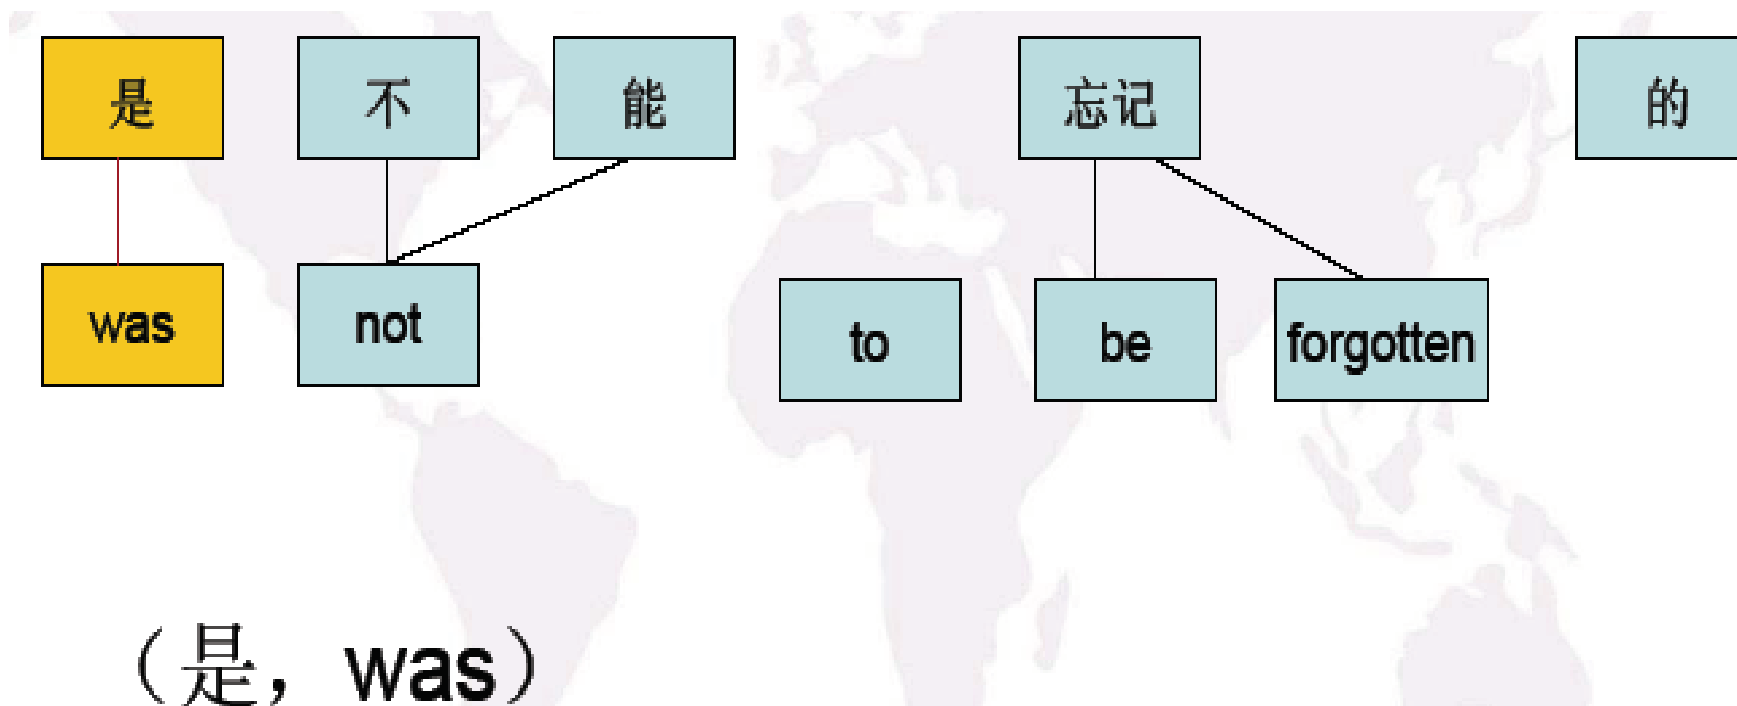 是 不 能 忘记 的
was not to be forgotten
（是，was）